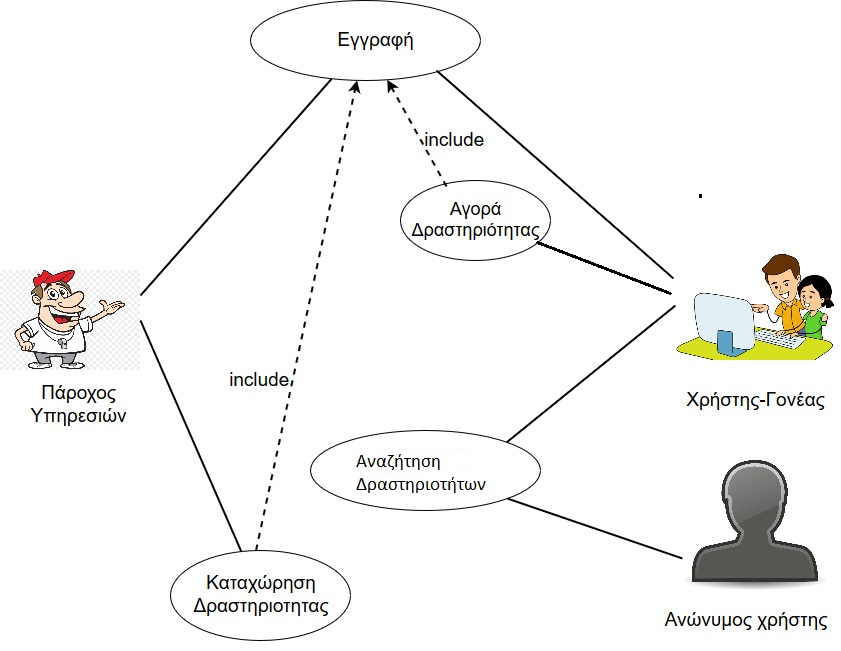 Εγγραφή
include
Αγορά
Δραστηριότητας
include
Πάροχος
Υπηρεσιών
Χρήστης-Γονέας
Αναζήτηση
Δραστηριοτήτων
Καταχώρηση
Δραστηριοτητας
Ανώνυμος χρήστης